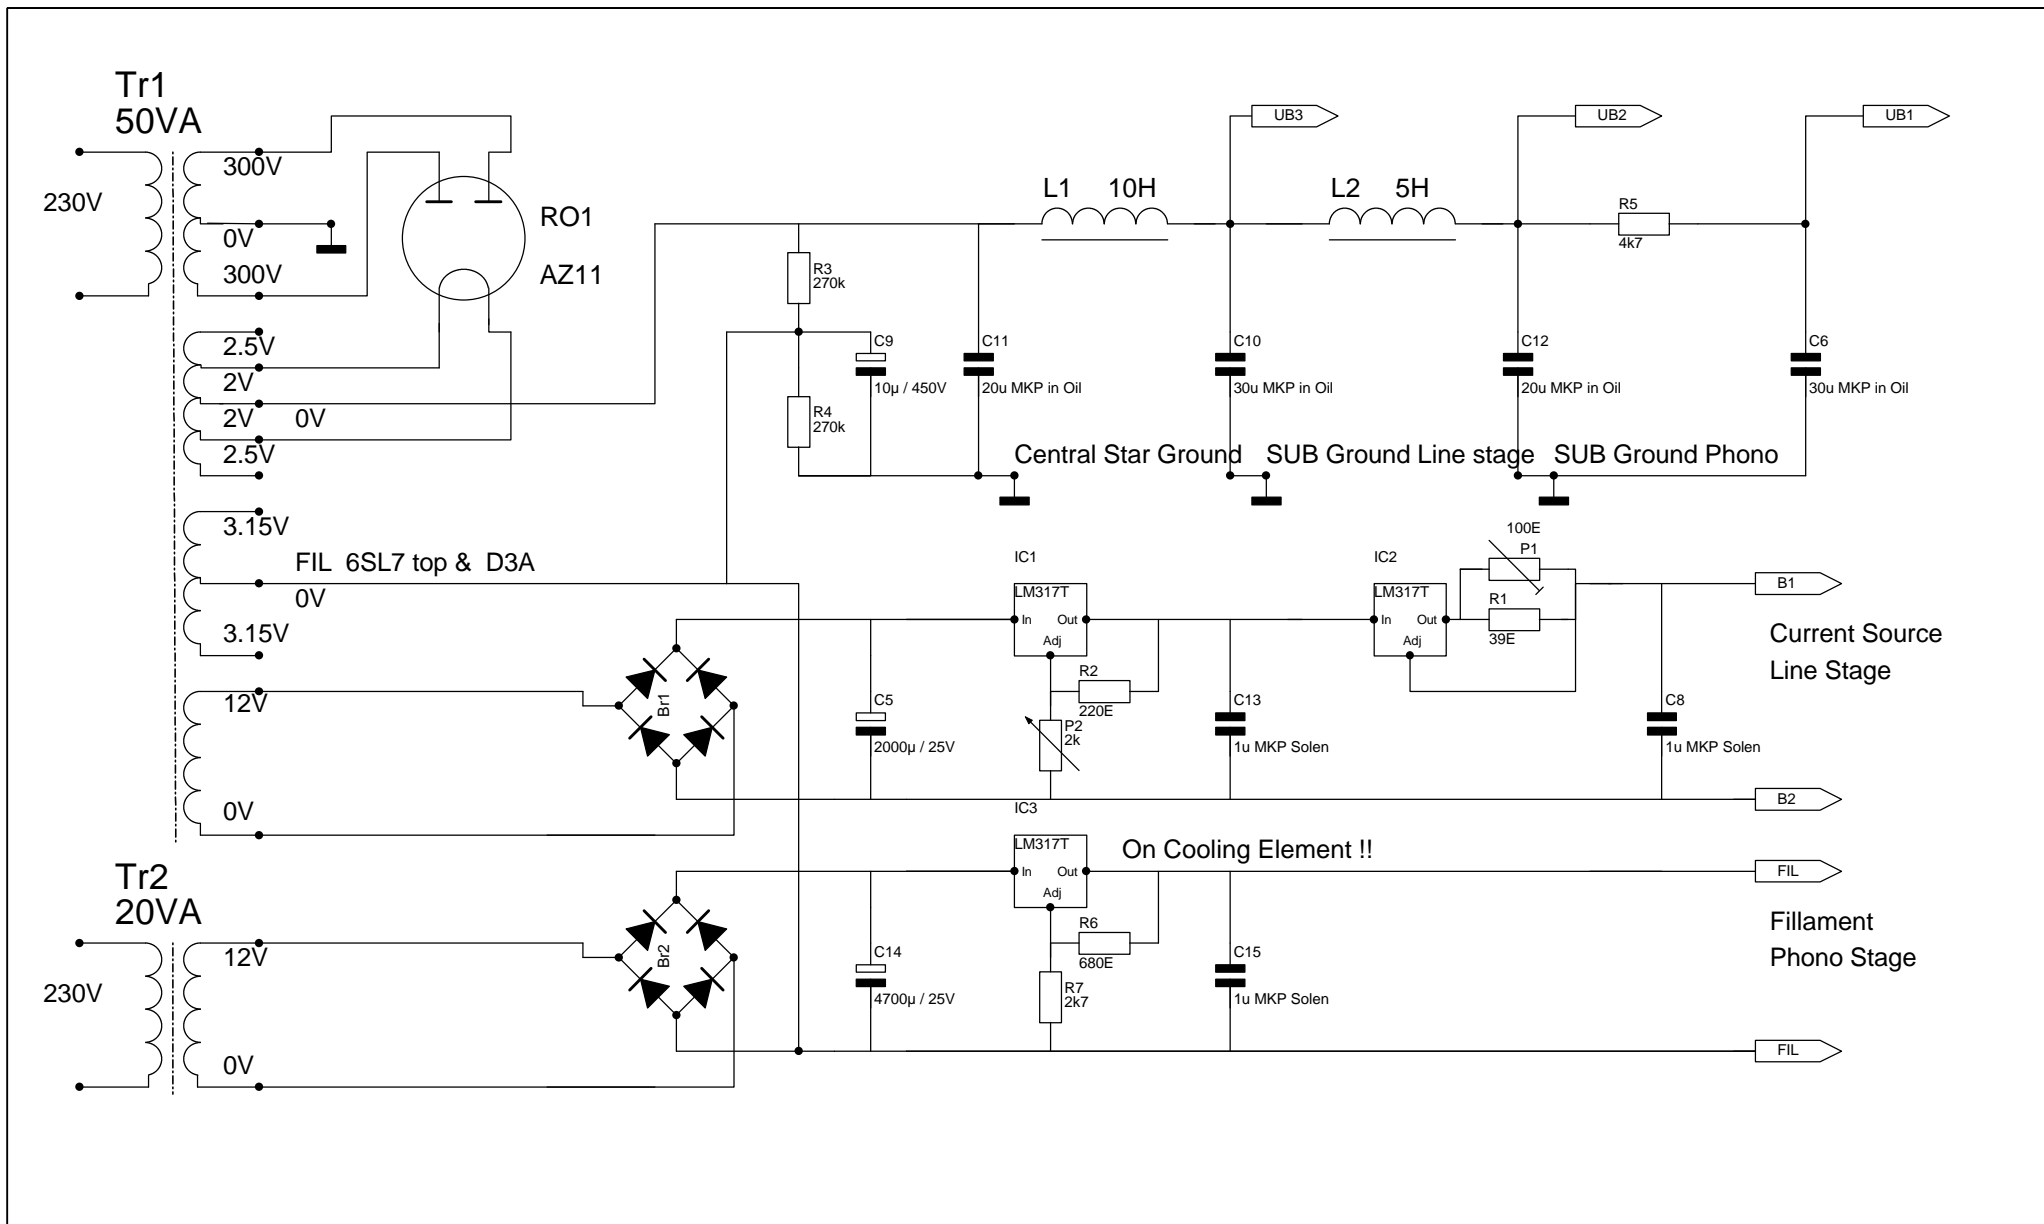 Tr1
50VA
230V
300V
0V
300V
2.5V
2V
2V
0V
2.5V
3.15V
FIL 6SL7 top & D3A
0V
3.15V
12V
0V
RO1
AZ11
UB3
UB2
UB1
L1 10H
L2 5H
R5
4k7
R3
270k
R4
270k
C9
10µ / 450V
C11
20u MKP in Oil
C10
30u MKP in Oil
C12
20u MKP in Oil
C6
30u MKP in Oil
Central Star Ground
SUB Ground Line stage
SUB Ground Phono
Br1
C5
2000µ / 25V
IC1
LM317T
In
Out
Adj
R2
220E
P2
2k
C13
1u MKP Solen
IC2
LM317T
In
Out
Adj
100E
P1
R1
39E
C8
1u MKP Solen
B1
Current Source
Line Stage
B2
Tr2
20VA
230V
12V
0V
Br2
C14
4700µ / 25V
IC3
LM317T
In
Out
Adj
On Cooling Element !!
R6
680E
R7
2k7
C15
1u MKP Solen
FIL
Fillament
Phono Stage
FIL